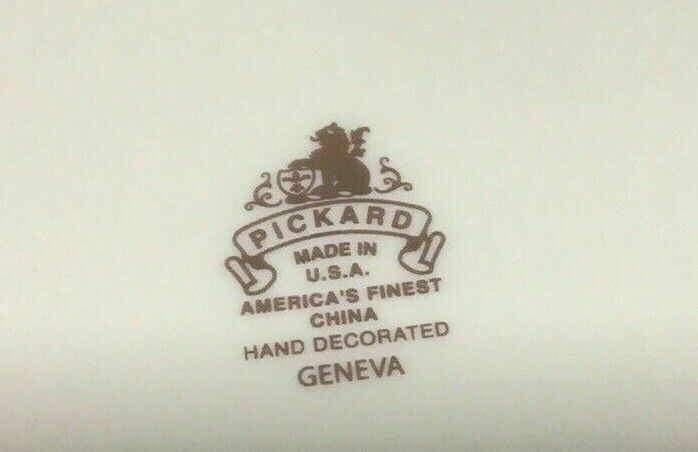 PICKARD
MADE IN
U.S.A.
AMERICA'S FINEST
CHINA
HAND DECORATED
GENEVA